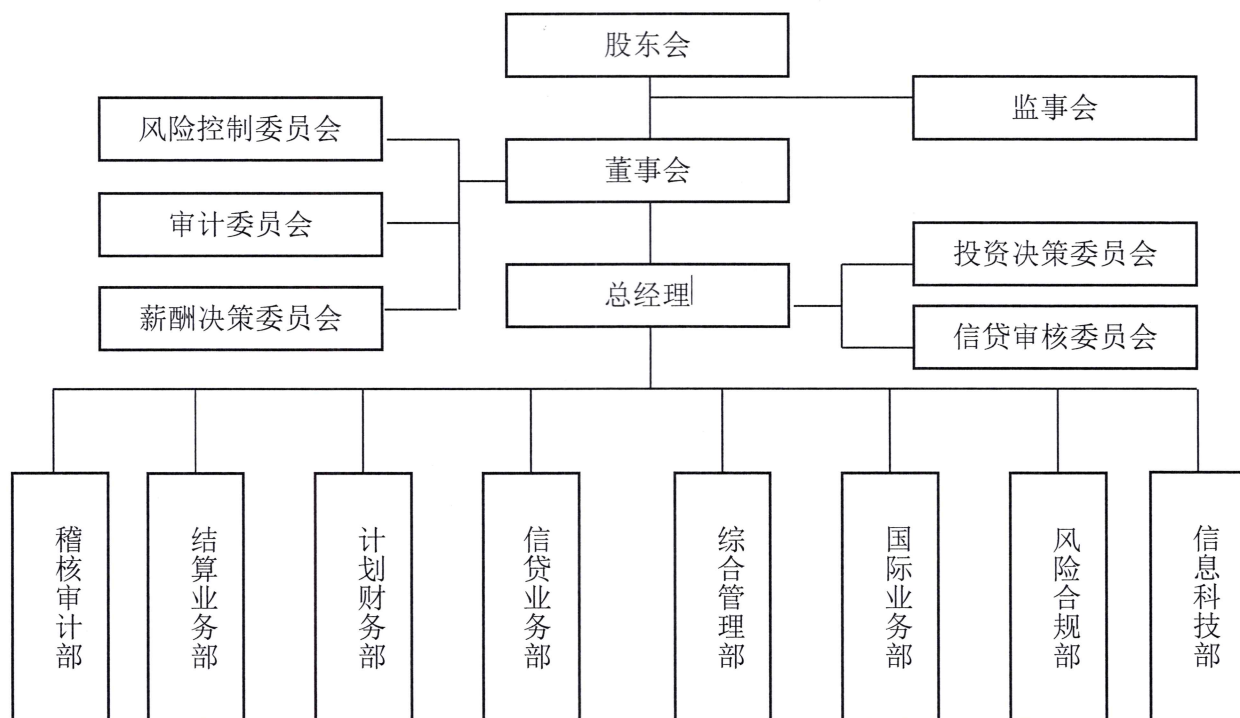 股东会
监事会
风险控制委员会
董事会
审计委员会
投资决策委员会
总经理
薪酬决策委员会
信贷审核委员会
稽核审计部
结算业务部
计划财务部
信贷业务部
综合管理部
国际业务部
风险合规部
信息科技部